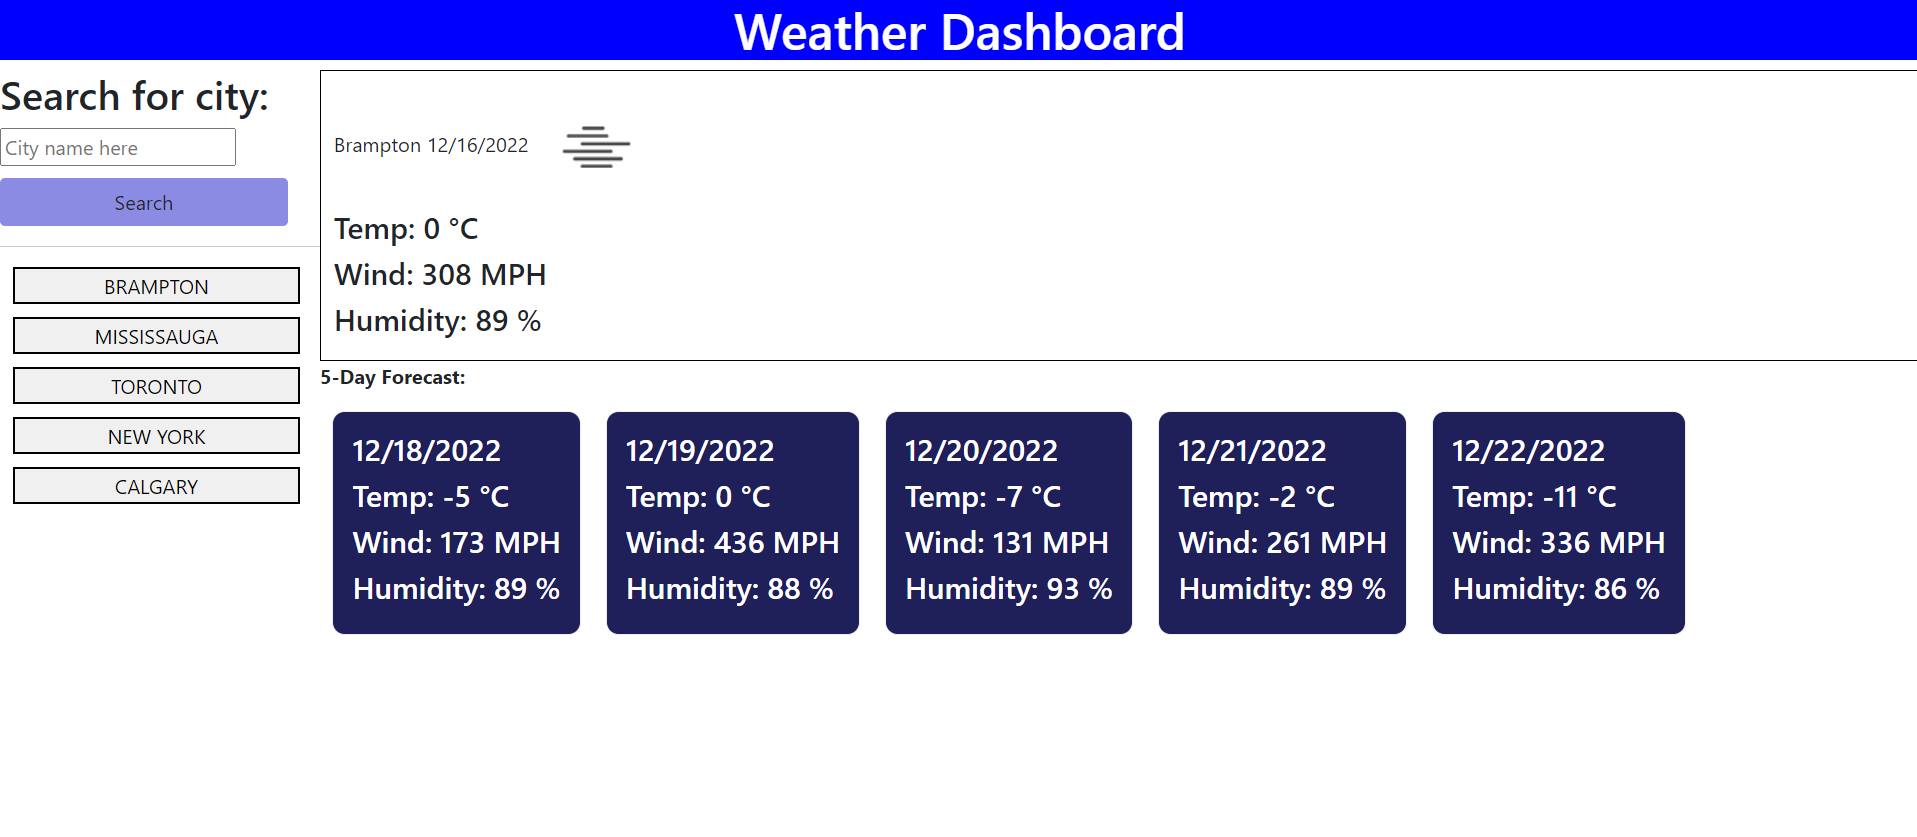 Weather Dashboard
Search for city:
City name here
Search
BRAMPTON
MISSISSAUGA
TORONTO
NEW YORK
CALGARY
Brampton 12/16/2022
Temp: 0 °C
Wind: 308 MPH
Humidity: 89 %
5-Day Forecast:
12/18/2022
Temp: -5 °C
Wind: 173 MPH
Humidity: 89 %
12/19/2022
Temp: 0 °C
Wind: 436 MPH
Humidity: 88 %
12/20/2022
Temp: -7 °C
Wind: 131 MPH
Humidity: 93 %
12/21/2022
Temp: -2 °C
Wind: 261 MPH
Humidity: 89 %
12/22/2022
Temp: -11 °C
Wind: 336 MPH
Humidity: 86 %